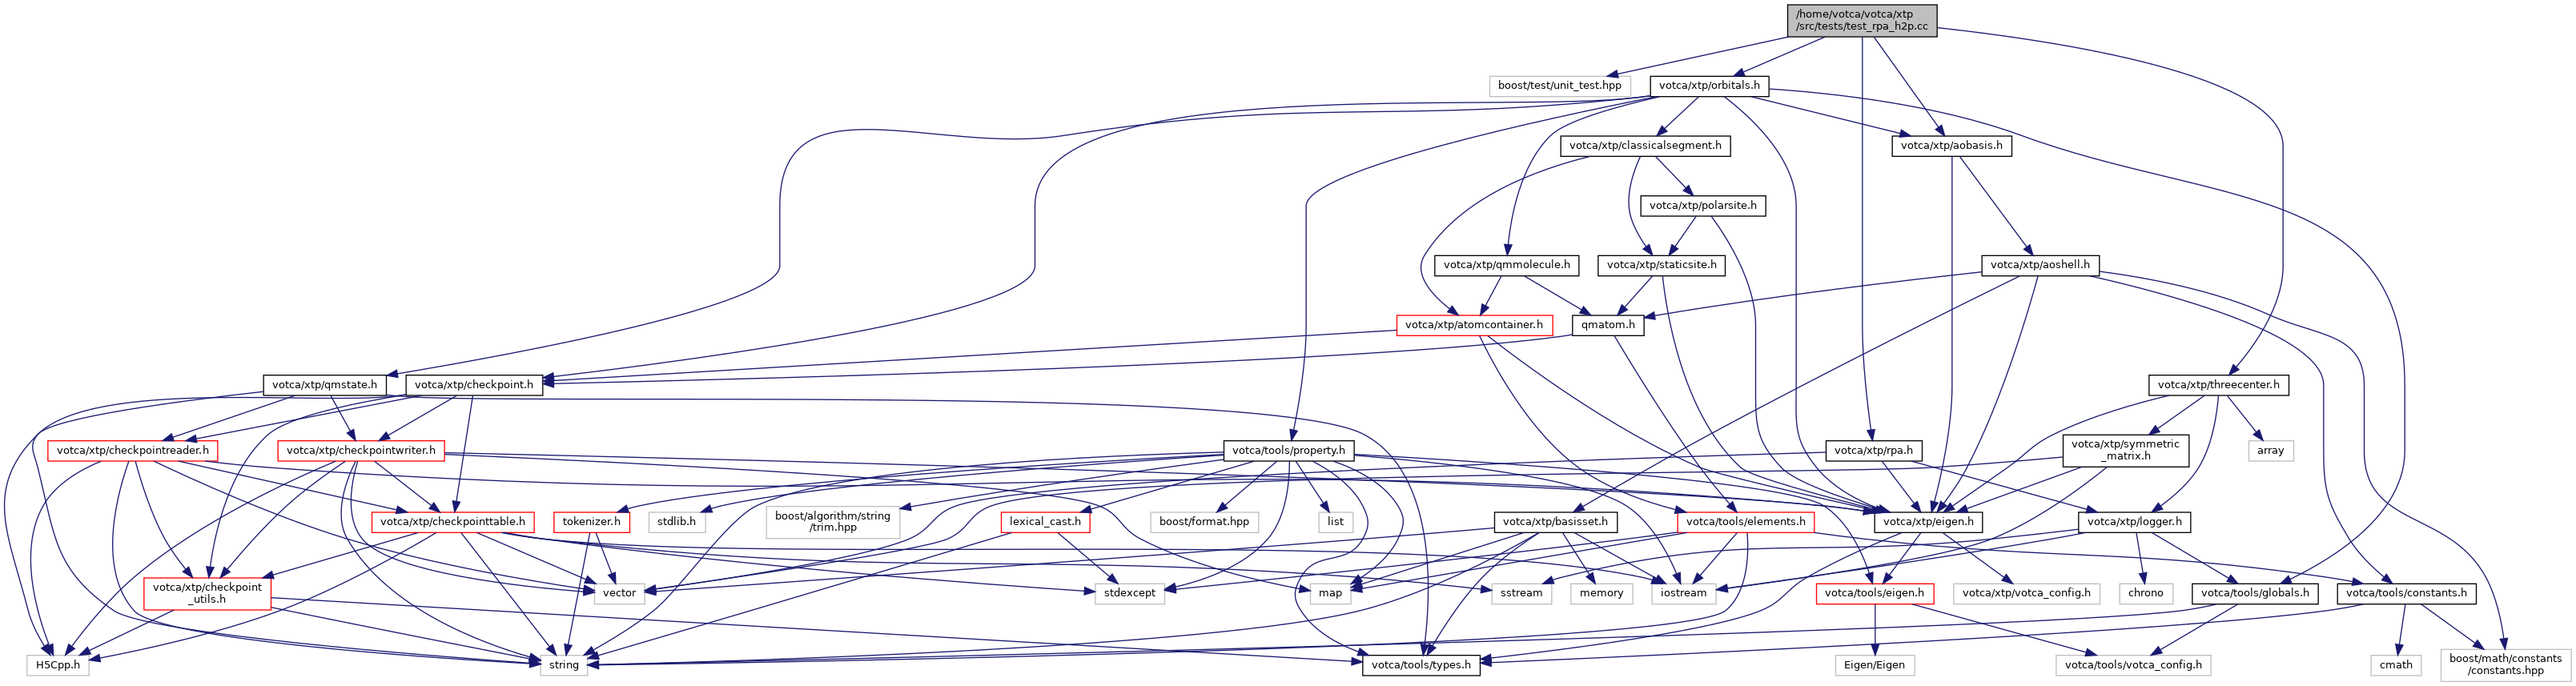 /home/votca/votca/xtp
/src/tests/test_rpa_h2p.cc
boost/test/unit_test.hpp
votca/xtp/orbitals.h
votca/xtp/classicalsegment.h
votca/xtp/aobasis.h
votca/xtp/polarsite.h
votca/xtp/qmmolecule.h
votca/xtp/staticsite.h
votca/xtp/aoshell.h
votca/xtp/atomcontainer.h
qmatom.h
votca/xtp/qmstate.h
votca/xtp/checkpoint.h
votca/xtp/threecenter.h
votca/xtp/checkpointreader.h
votca/xtp/checkpointwriter.h
votca/tools/property.h
votca/xtp/rpa.h
votca/xtp/symmetric
_matrix.h
array
votca/xtp/checkpointtable.h
tokenizer.h
stdlib.h
boost/algorithm/string
/trim.hpp
lexical_cast.h
boost/format.hpp
list
votca/xtp/basisset.h
votca/tools/elements.h
votca/xtp/eigen.h
votca/xtp/logger.h
votca/xtp/checkpoint
_utils.h
vector
stdexcept
map
sstream
memory
iostream
votca/tools/eigen.h
votca/xtp/votca_config.h
chrono
votca/tools/globals.h
votca/tools/constants.h
H5Cpp.h
string
votca/tools/types.h
Eigen/Eigen
votca/tools/votca_config.h
cmath
boost/math/constants
/constants.hpp